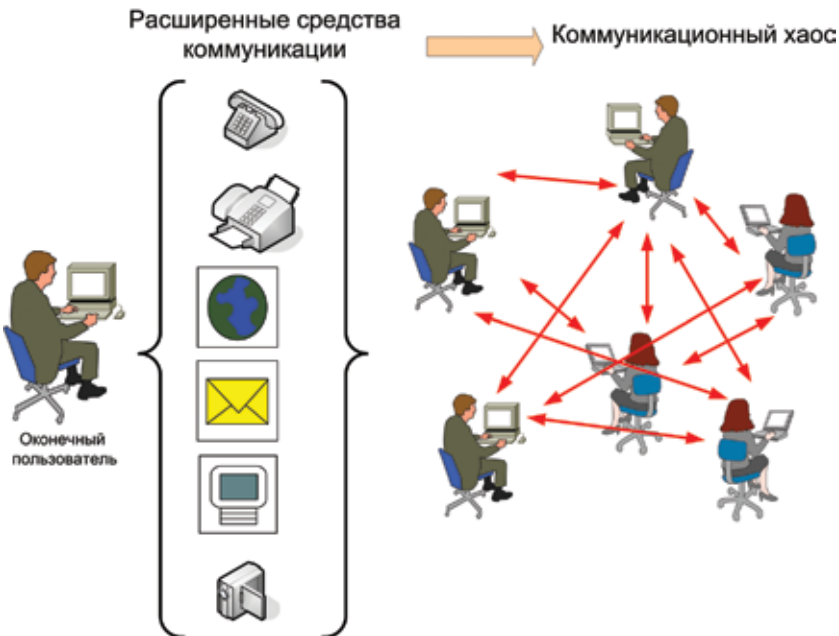 Расширенные средства
коммуникации
Коммуникационный хаос
Оконечный
пользователь